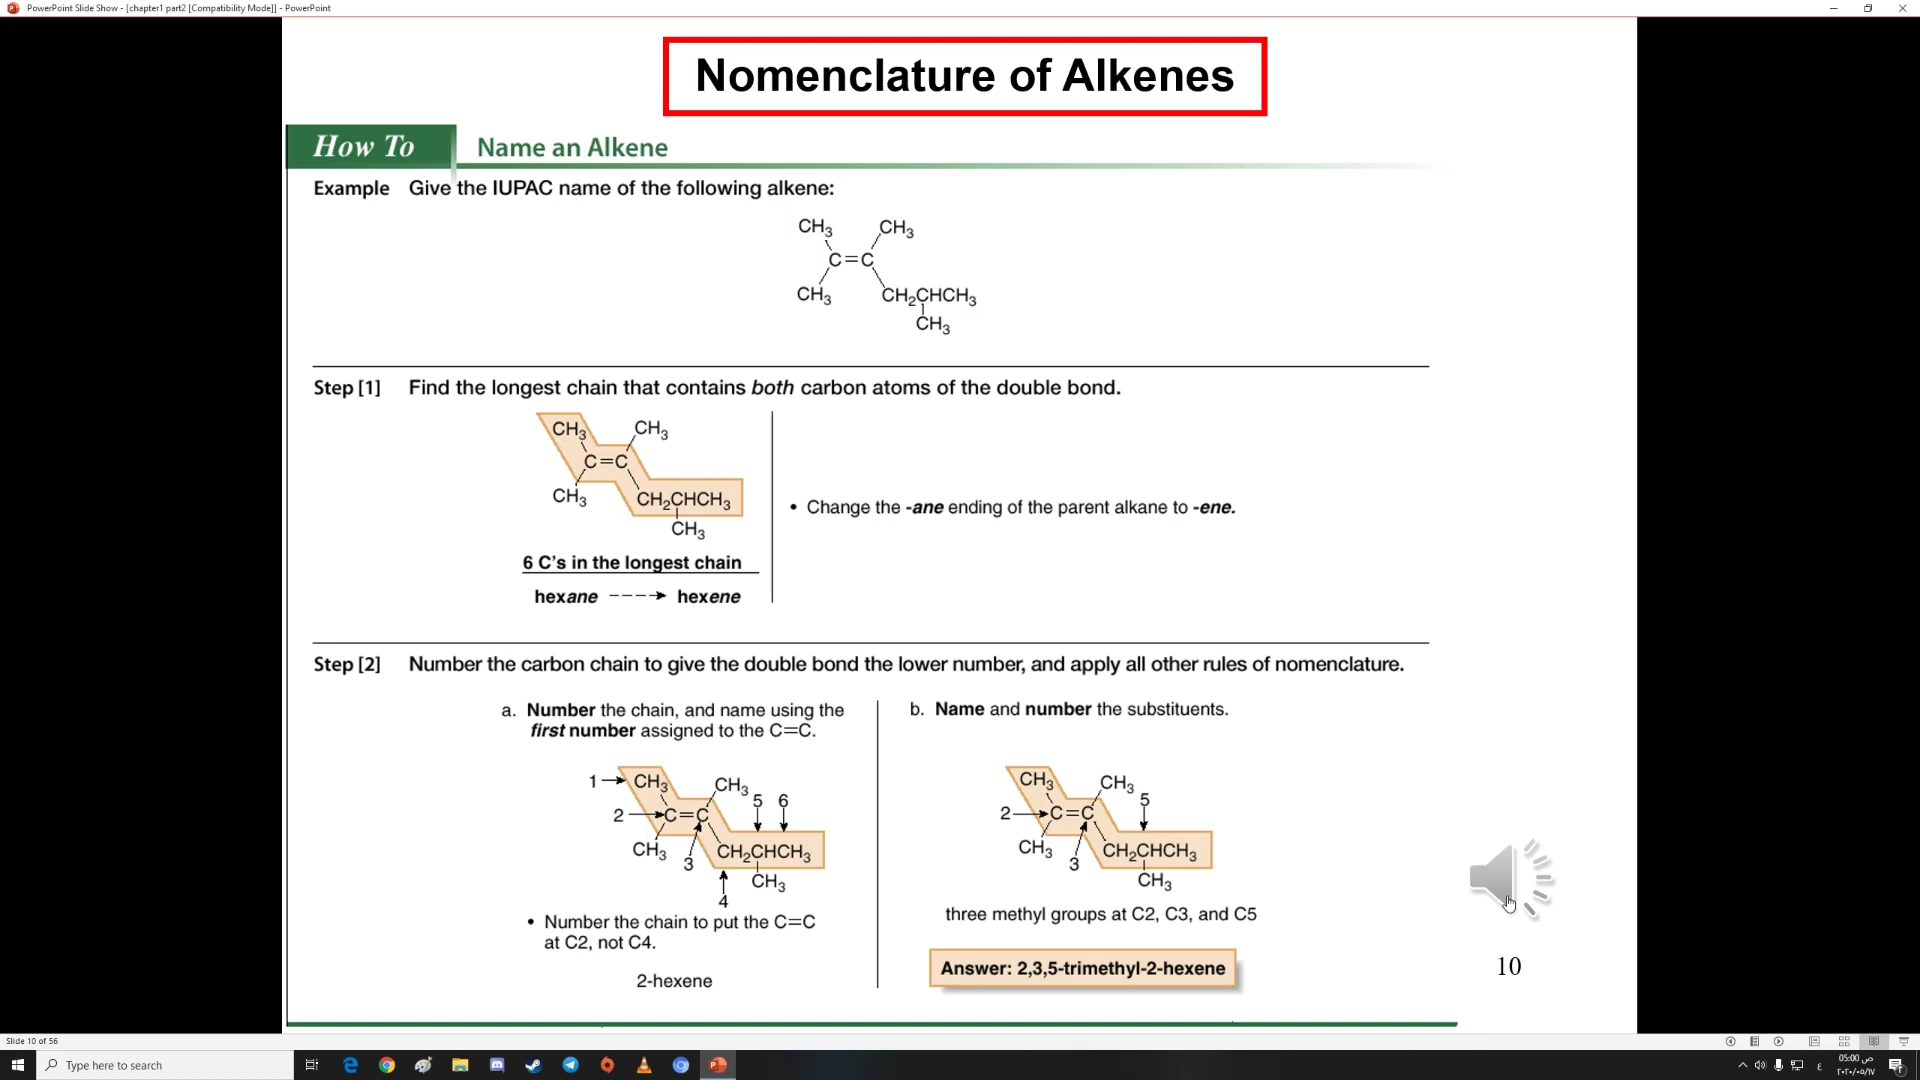 PowerPoint Slide Show - [chapter1 part2 [Compatibility Mode]] - PowerPoint
Nomenclature of Alkenes
How To Name an Alkene
Example Give the IUPAC name of the following alkene:
CH3 CH3
C=C
CH3 CH2CHCH3
CH3
Step [1] Find the longest chain that contains both carbon atoms of the double bond.
CH3 CH3
C=C
CH3 CH2CHCH3
CH3
6 C's in the longest chain
hexane ----> hexene
• Change the -ane ending of the parent alkane to -ene.
Step [2] Number the carbon chain to give the double bond the lower number, and apply all other rules of nomenclature.
a. Number the chain, and name using the
first number assigned to the C=C.
1 CH3 CH3
5 6
2 C=C
CH3 3 CH2CHCH3
CH3
4
• Number the chain to put the C=C
at C2, not C4.
2-hexene
b. Name and number the substituents.
CH3 CH3
5
2 C=C
CH3 3 CH2CHCH3
CH3
three methyl groups at C2, C3, and C5
Answer: 2,3,5-trimethyl-2-hexene
10
Slide 10 of 56
Type here to search
ع
05:00 ص
٢٠٢٠/٠٥/١٧